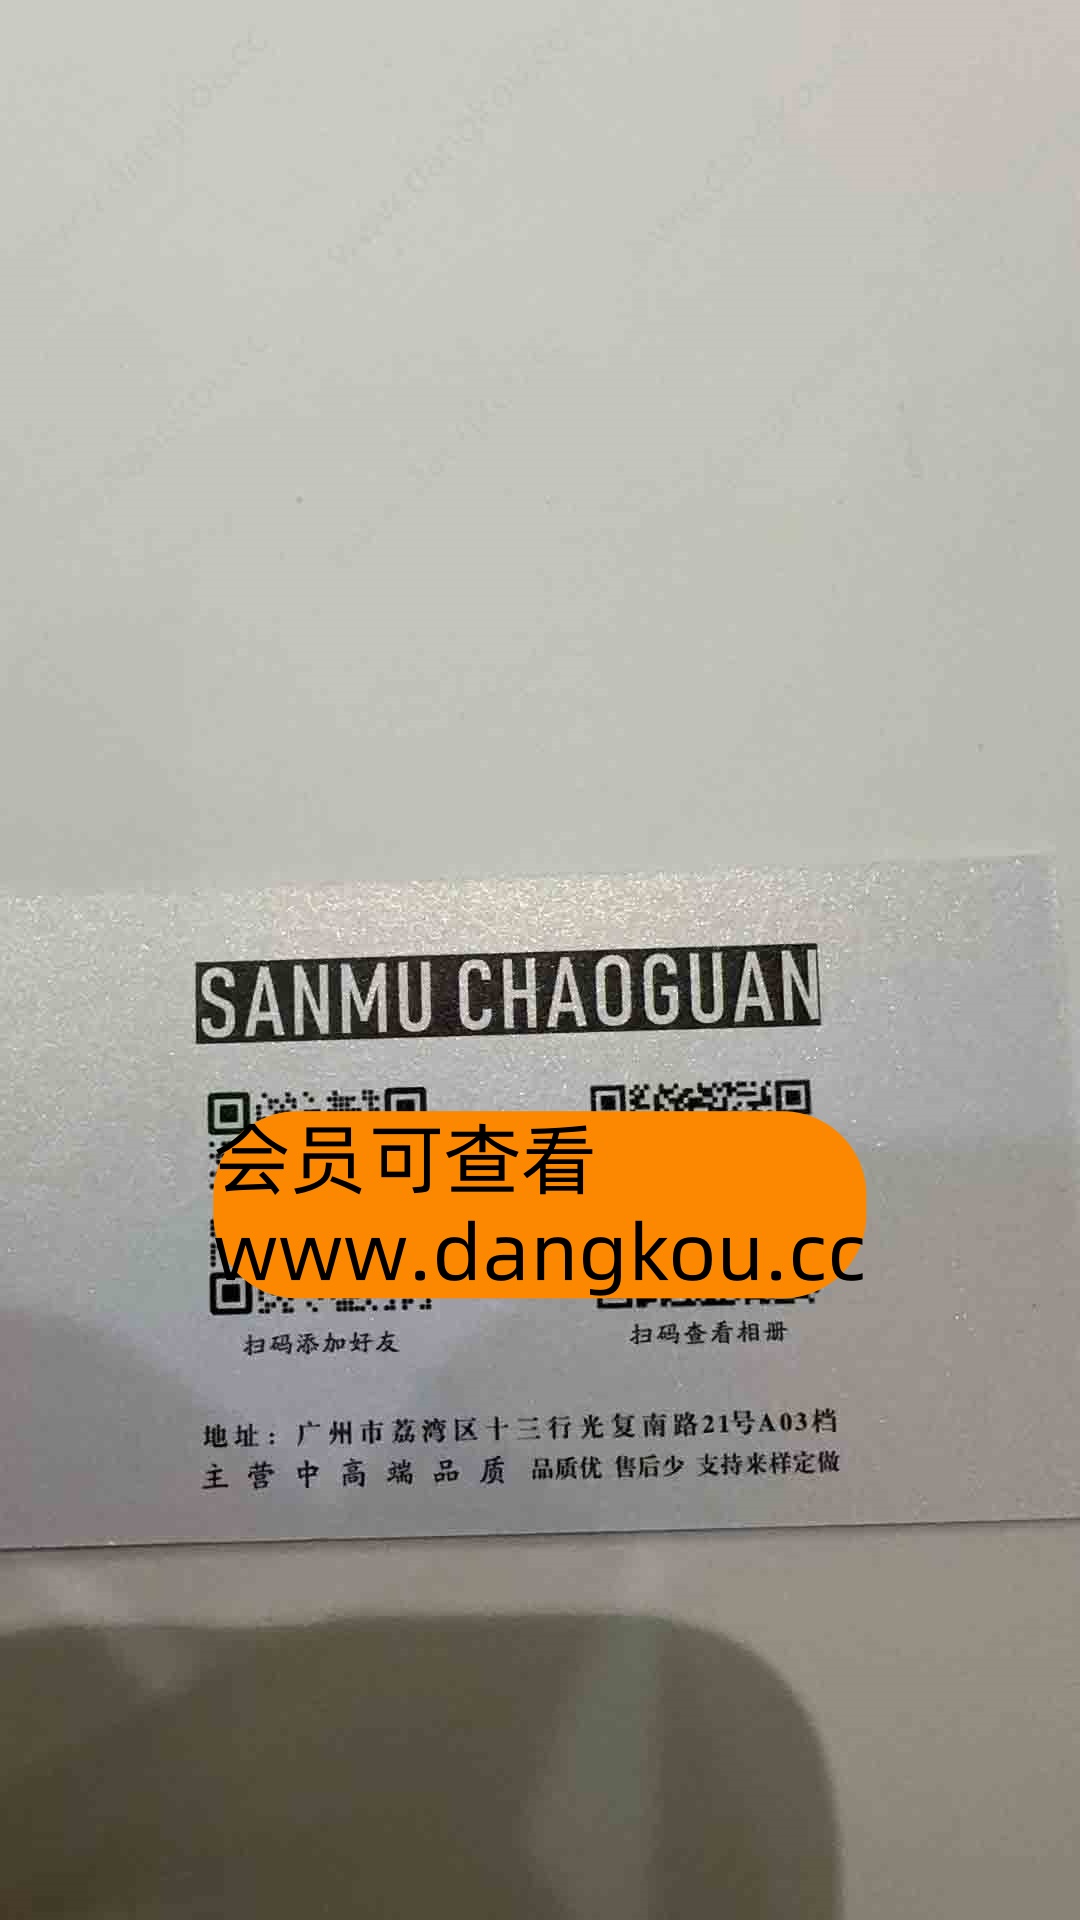 SANMU CHAOGUAN
会员可查看
www.dangkou.cc
扫码添加好友
扫码查看相册
地址：广州市荔湾区十三行光复南路21号A03档
主营中高端品质 品质优 售后少 支持来样定做